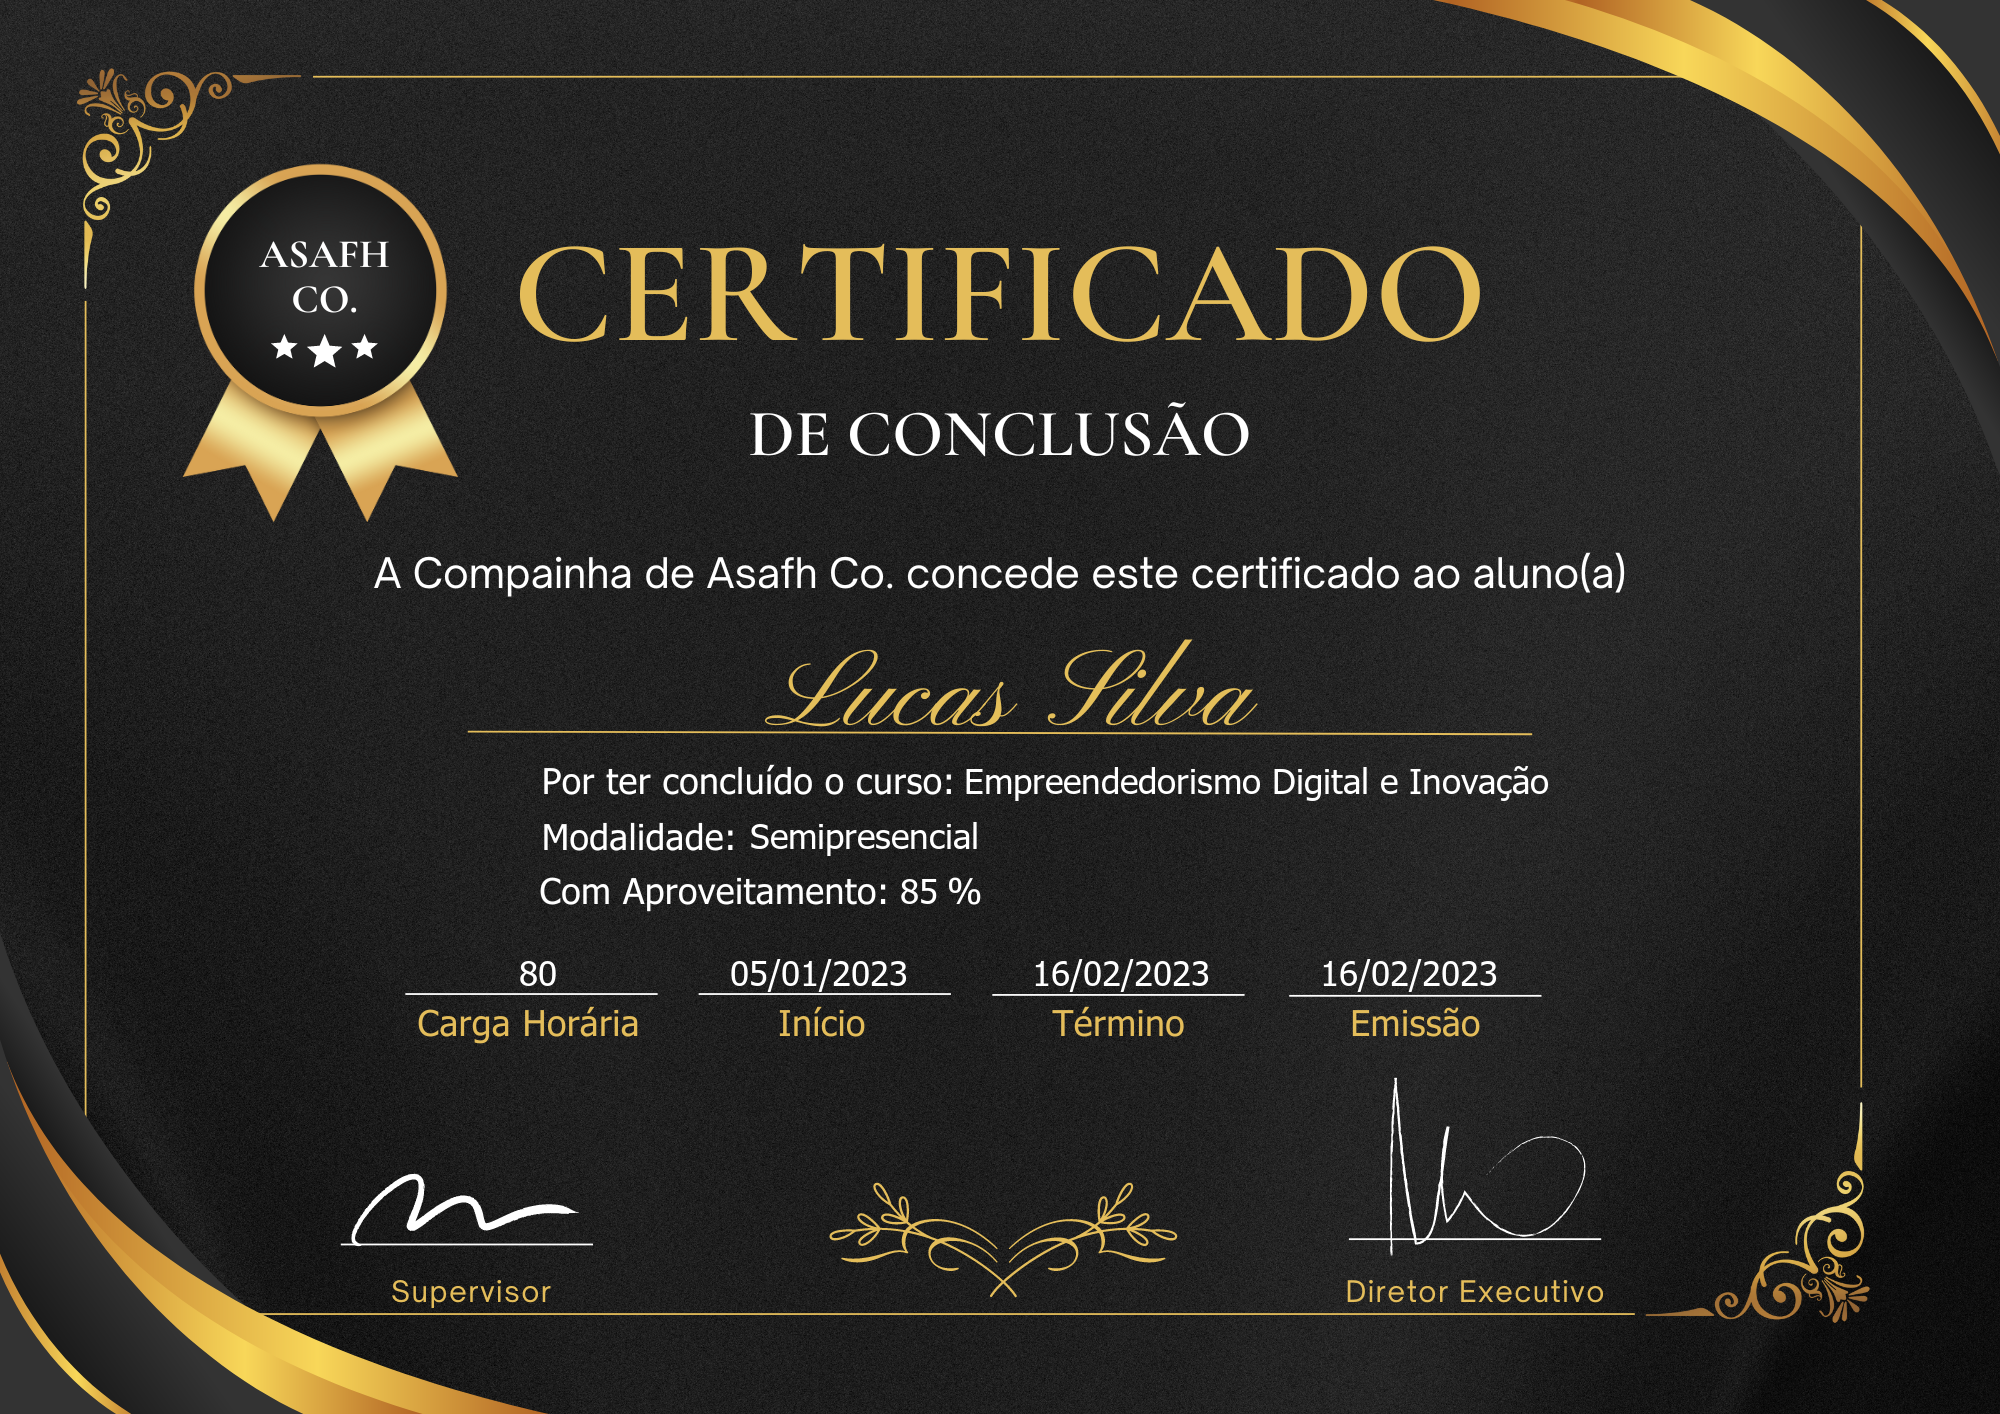 ASAFH
CO.
CERTIFICADO
DE CONCLUSÃO
A Compainha de Asafh Co. concede este certificado ao aluno(a)
Lucas Silva
Por ter concluído o curso: Empreendedorismo Digital e Inovação
Modalidade: Semipresencial
Com Aproveitamento: 85 %
80 05/01/2023 16/02/2023 16/02/2023
Carga Horária Início Término Emissão
Supervisor Diretor Executivo